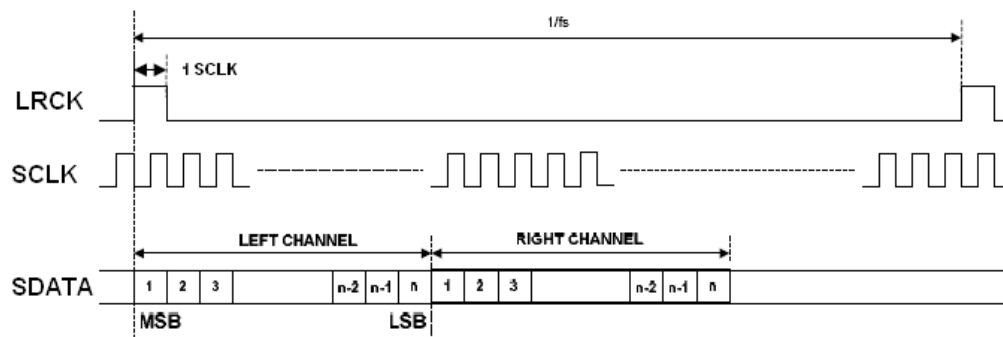 1/fs
1 SCLK
LRCK
SCLK
LEFT CHANNEL RIGHT CHANNEL
SDATA 1 2 3 n-2 n-1 n 1 2 3 n-2 n-1 n
MSB LSB